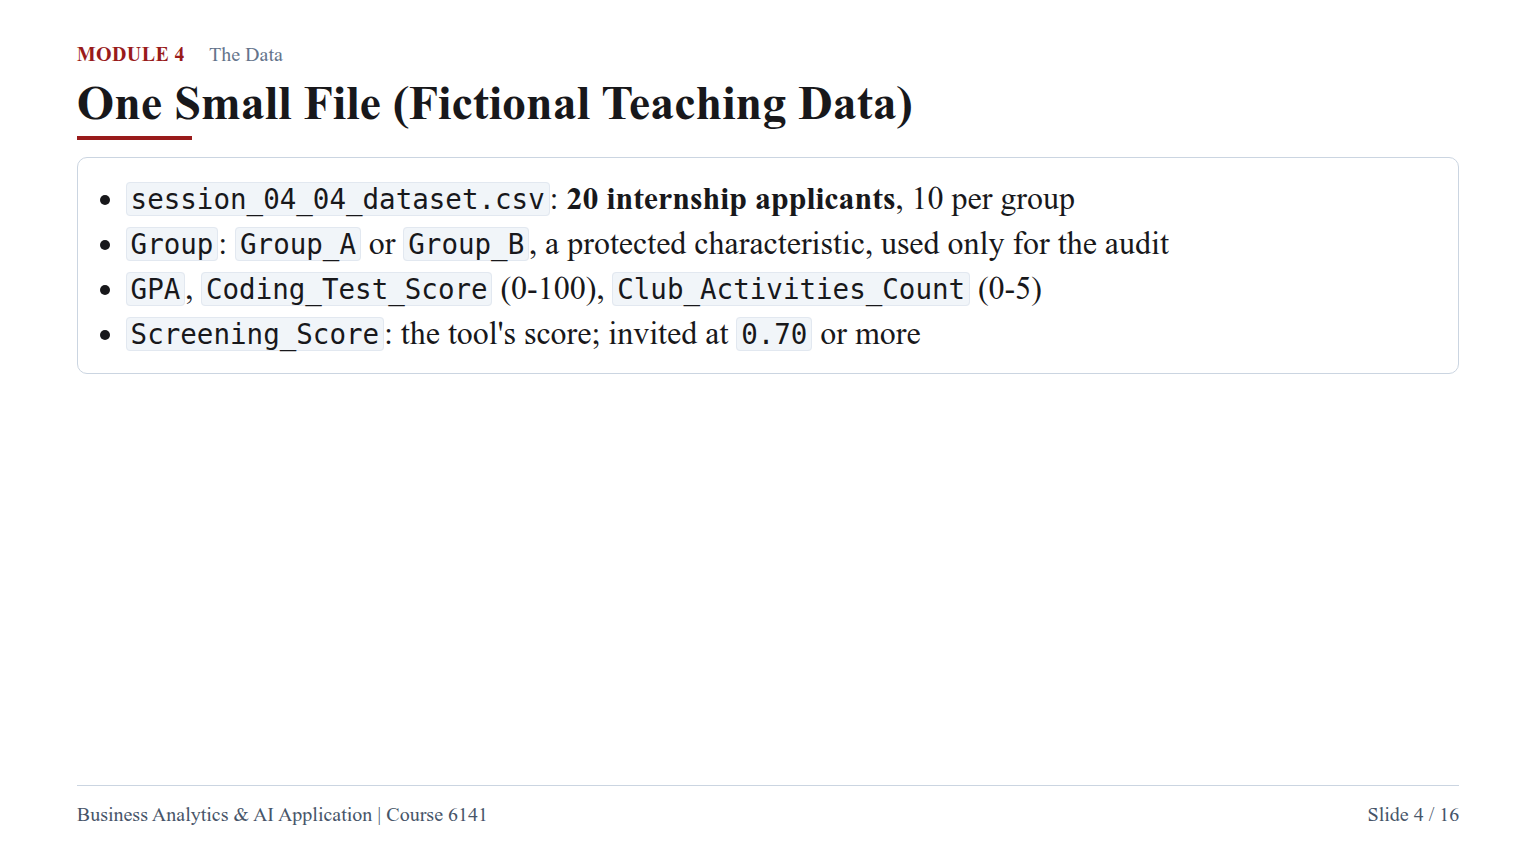 MODULE 4 The Data
One Small File (Fictional Teaching Data)
• session_04_04_dataset.csv: 20 internship applicants, 10 per group
• Group: Group_A or Group_B, a protected characteristic, used only for the audit
• GPA, Coding_Test_Score (0-100), Club_Activities_Count (0-5)
• Screening_Score: the tool's score; invited at 0.70 or more
Business Analytics & AI Application | Course 6141
Slide 4 / 16